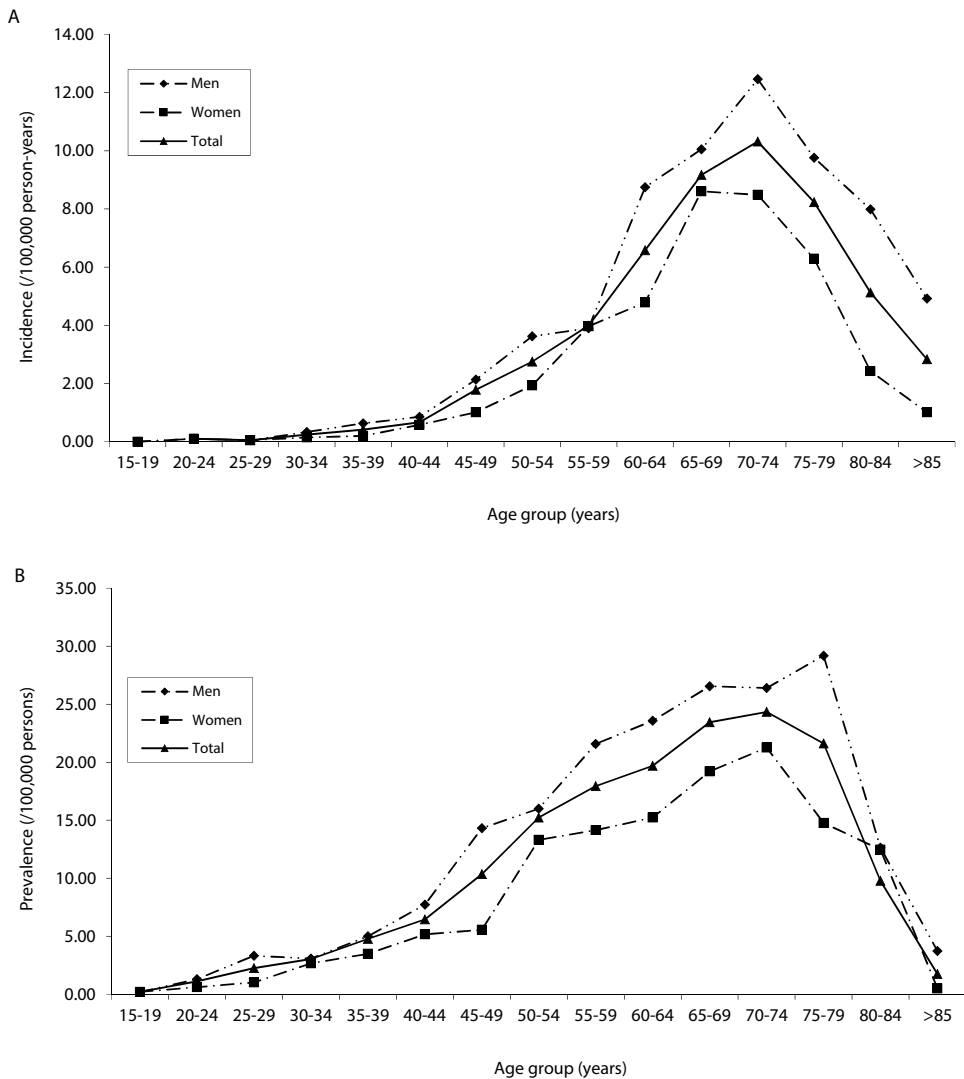 A
14.00
12.00
10.00
8.00
6.00
4.00
2.00
0.00
Men
Women
Total
Incidence (/100,000 person-years)
15-19 20-24 25-29 30-34 35-39 40-44 45-49 50-54 55-59 60-64 65-69 70-74 75-79 80-84 >85
Age group (years)
B
35.00
30.00
25.00
20.00
15.00
10.00
5.00
0.00
Men
Women
Total
Prevalence (/100,000 persons)
15-19 20-24 25-29 30-34 35-39 40-44 45-49 50-54 55-59 60-64 65-69 70-74 75-79 80-84 >85
Age group (years)